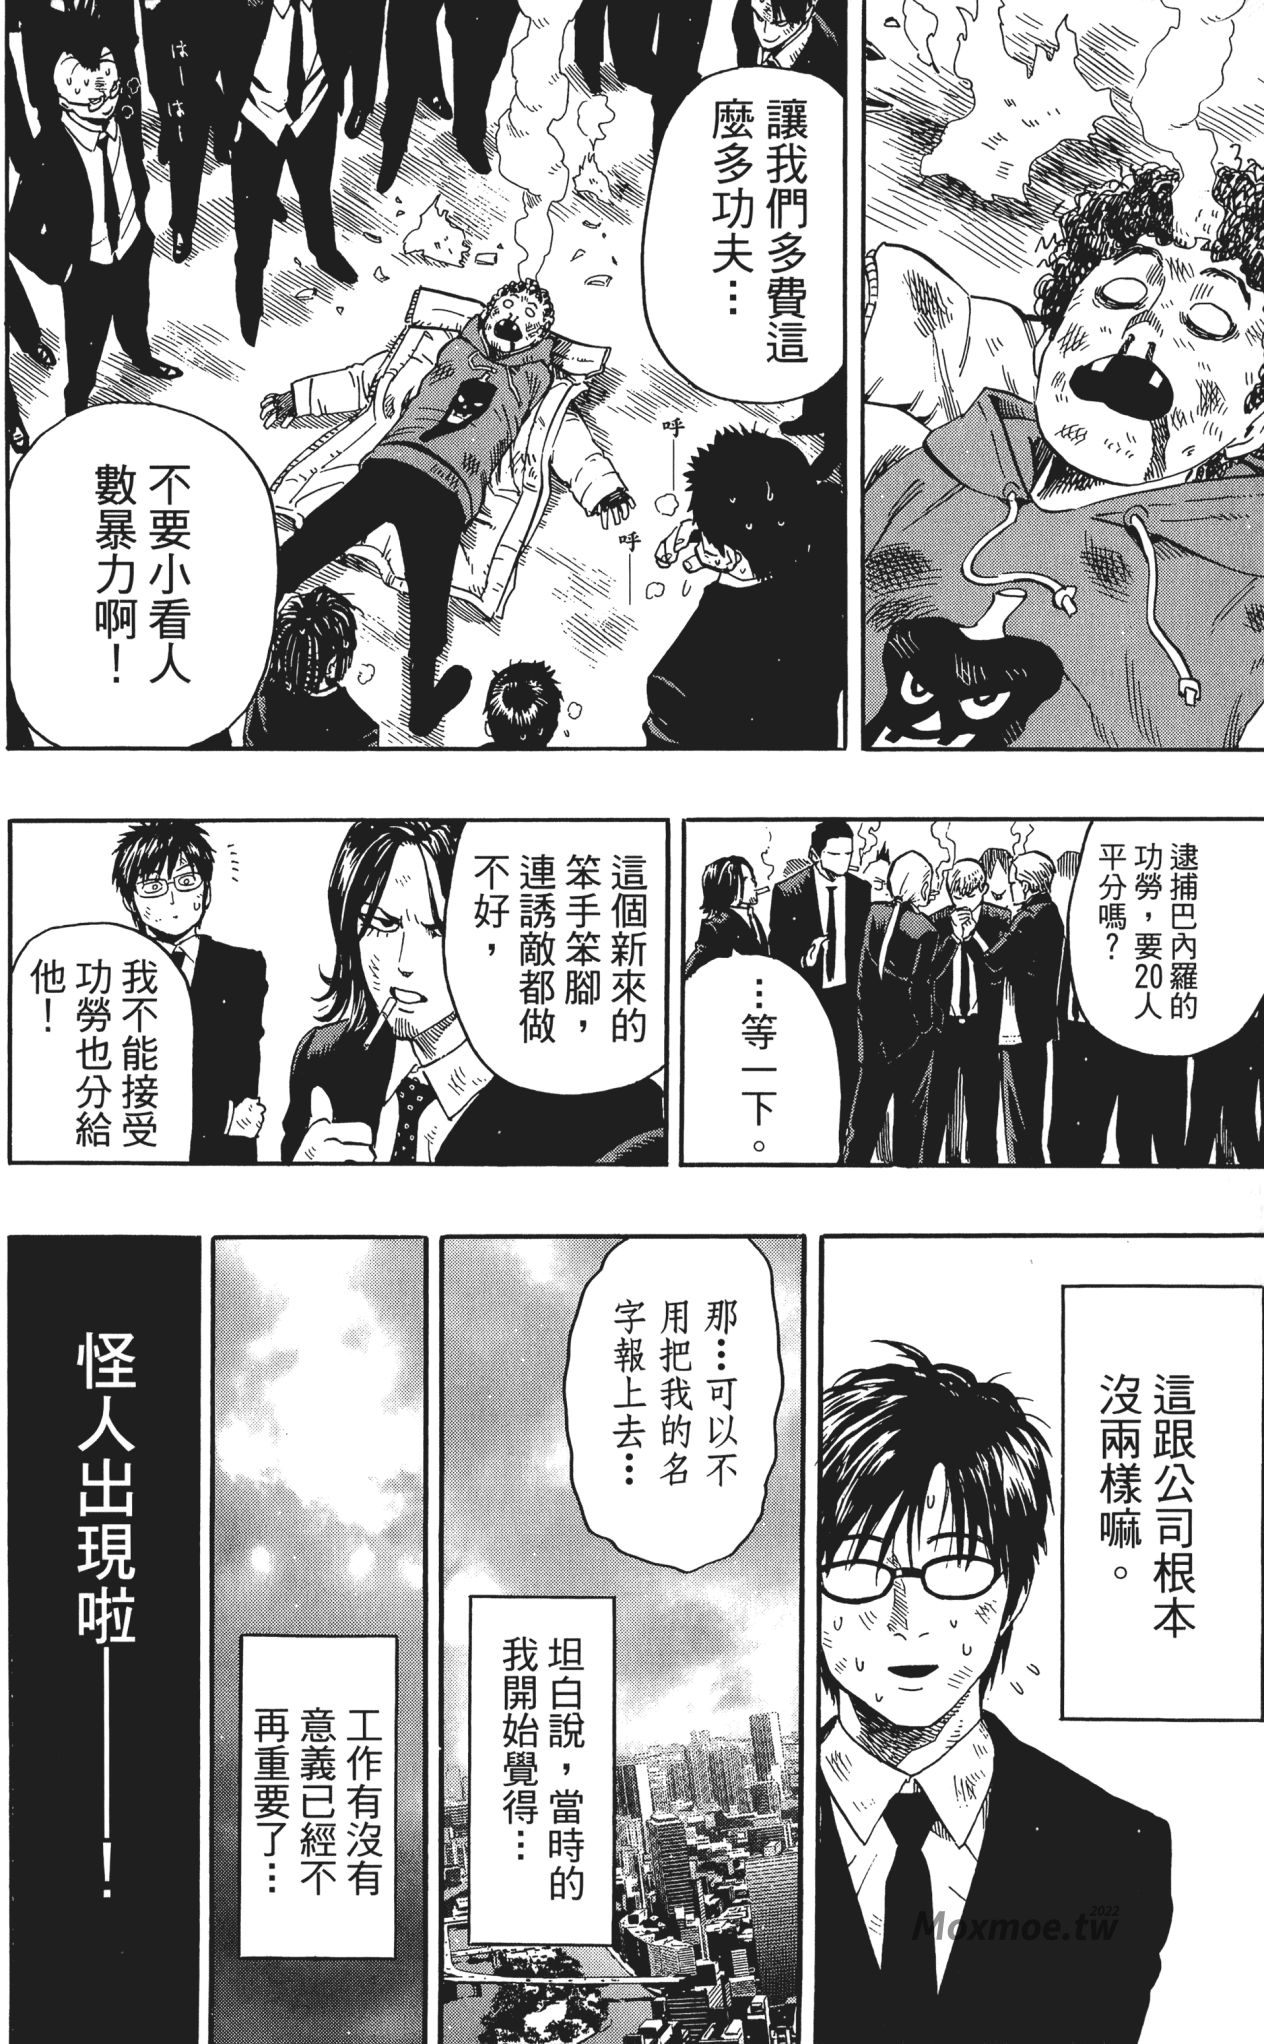 讓我們多費這
麼多功夫…
呼
呼
はーはー
不要小看人
數暴力啊！
逮捕巴內羅的
功勞，要20人
平分嗎？
…等一下。
這個新來的
笨手笨腳，
連誘敵都做
不好，
我不能接受
功勞也分給
他！
這跟公司根本
沒兩樣嘛。
那…可以不
用把我的名
字報上去…
坦白說，當時的
我開始覺得…
工作有沒有
意義已經不
再重要了…
怪人出現啦——！
Moxmoe.tw
2022